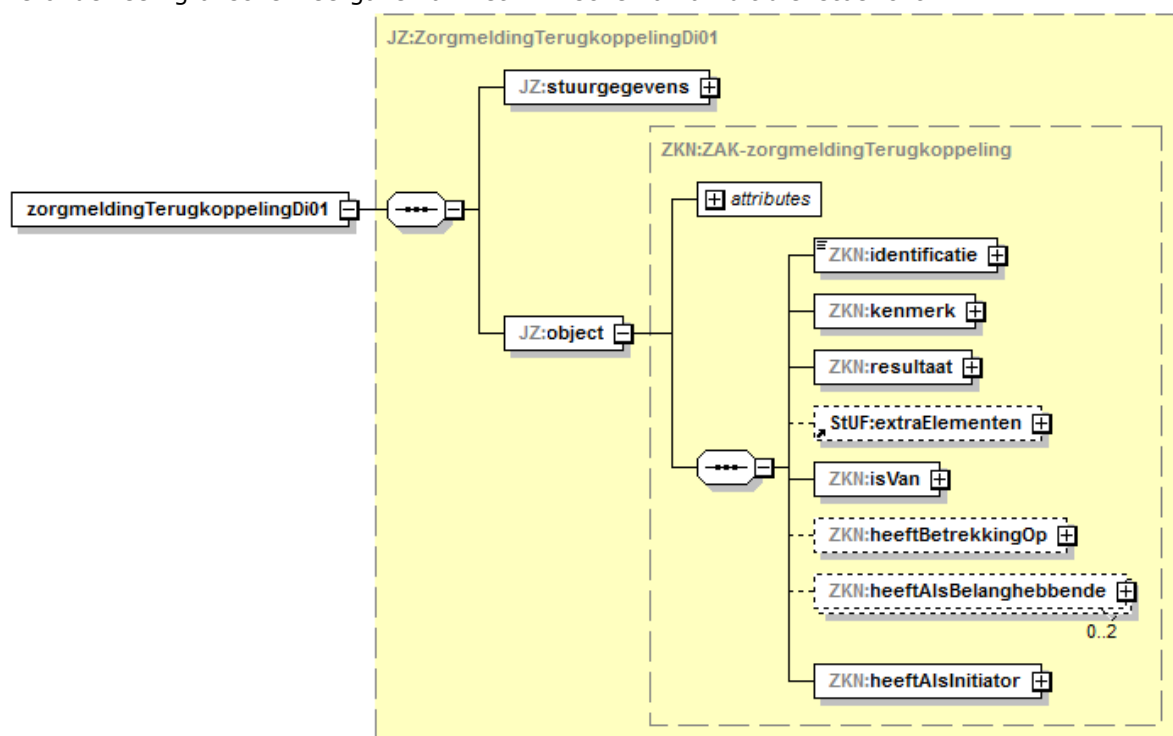 JZ:ZorgmeldingTerugkoppelingDi01
JZ:stuurgegevens
ZKN:ZAK-zorgmeldingTerugkoppeling
attributes
zorgmeldingTerugkoppelingDi01
ZKN:identificatie
ZKN:kenmerk
JZ:object
ZKN:resultaat
StUF:extraElementen
ZKN:isVan
ZKN:heeftBetrekkingOp
ZKN:heeftAlsBelanghebbende
0..2
ZKN:heeftAlsInitiator